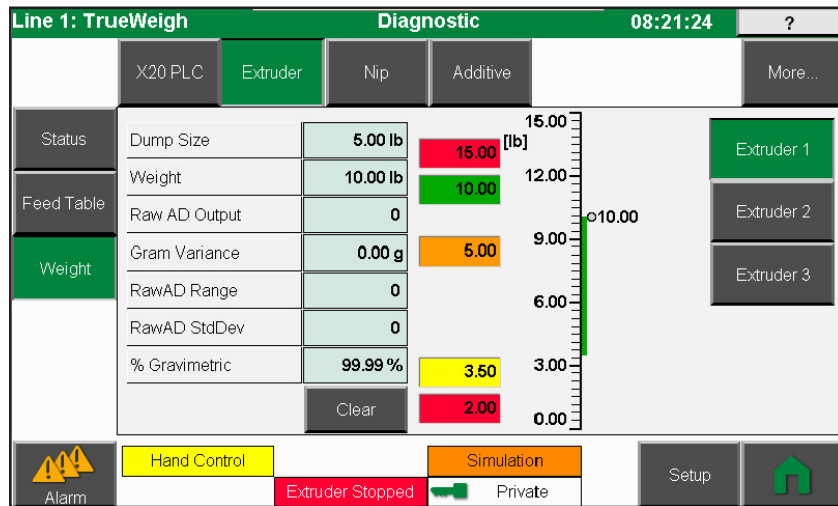 Line 1: TrueWeigh Diagnostic 08:21:24 ?
X20 PLC Extruder Nip Additive More...
Status
Feed Table
Weight
Dump Size 5.00 lb
Weight 10.00 lb
Raw AD Output 0
Gram Variance 0.00 g
RawAD Range 0
RawAD StdDev 0
% Gravimetric 99.99 %
Clear
15.00
10.00
5.00
3.50
2.00
[lb]
15.00
12.00
9.00
6.00
3.00
0.00
10.00
Extruder 1
Extruder 2
Extruder 3
Alarm
Hand Control
Simulation
Extruder Stopped
Private
Setup